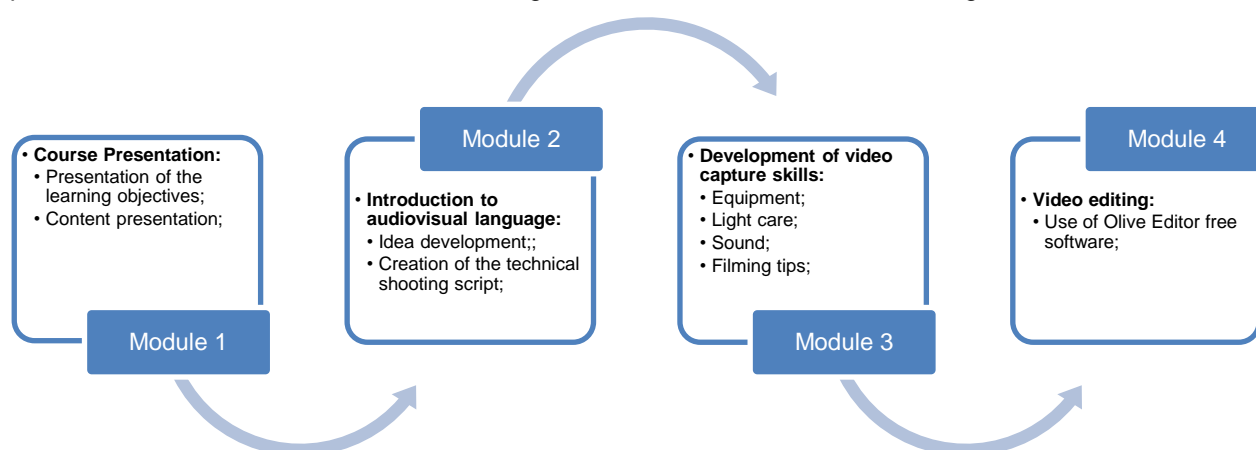 • Course Presentation:
• Presentation of the
learning objectives;
• Content presentation;
Module 1
Module 2
• Introduction to
audiovisual language:
• Idea development;;
• Creation of the technical
shooting script;
• Development of video
capture skills:
• Equipment;
• Light care;
• Sound;
• Filming tips;
Module 3
Module 4
• Video editing:
• Use of Olive Editor free
software;